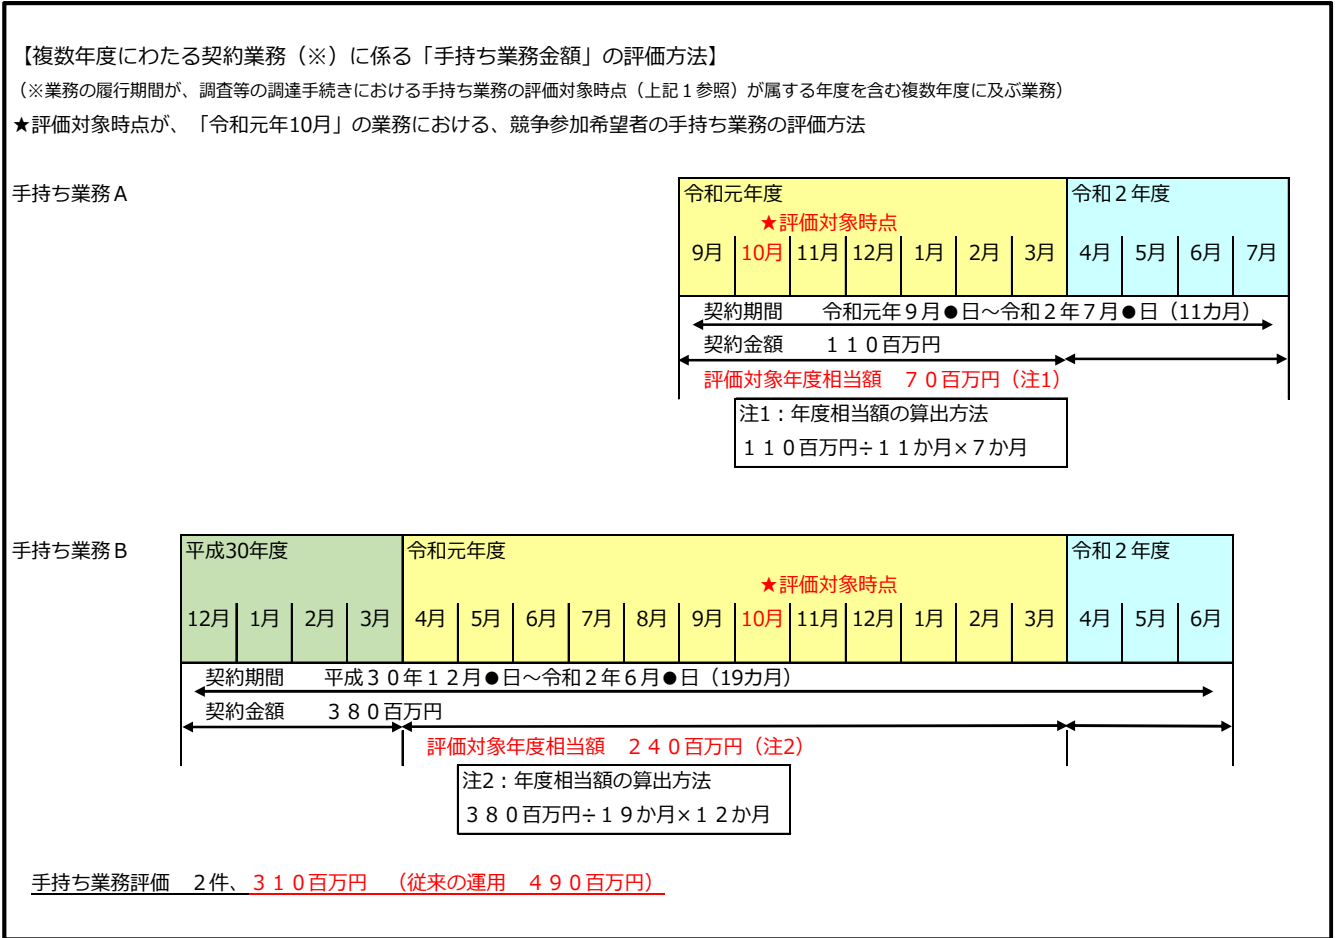 【複数年度にわたる契約業務（※）に係る「手持ち業務金額」の評価方法】
（※業務の履行期間が、調査等の調達手続きにおける手持ち業務の評価対象時点（上記１参照）が属する年度を含む複数年度に及ぶ業務）
★評価対象時点が、「令和元年10月」の業務における、競争参加希望者の手持ち業務の評価方法
手持ち業務Ａ
令和元年度 令和２年度
★評価対象時点
9月 10月 11月 12月 1月 2月 3月 4月 5月 6月 7月
契約期間　　令和元年９月●日～令和２年７月●日（11カ月）
契約金額　　１１０百万円
評価対象年度相当額　７０百万円（注1）
注1：年度相当額の算出方法
１１０百万円÷１１か月×７か月
手持ち業務Ｂ
平成30年度 令和元年度 令和２年度
★評価対象時点
12月 1月 2月 3月 4月 5月 6月 7月 8月 9月 10月 11月 12月 1月 2月 3月 4月 5月 6月
契約期間　　平成３０年１２月●日～令和２年６月●日（19カ月）
契約金額　　３８０百万円
評価対象年度相当額　２４０百万円（注2）
注2：年度相当額の算出方法
３８０百万円÷１９か月×１２か月
手持ち業務評価　２件、３１０百万円　（従来の運用　４９０百万円）